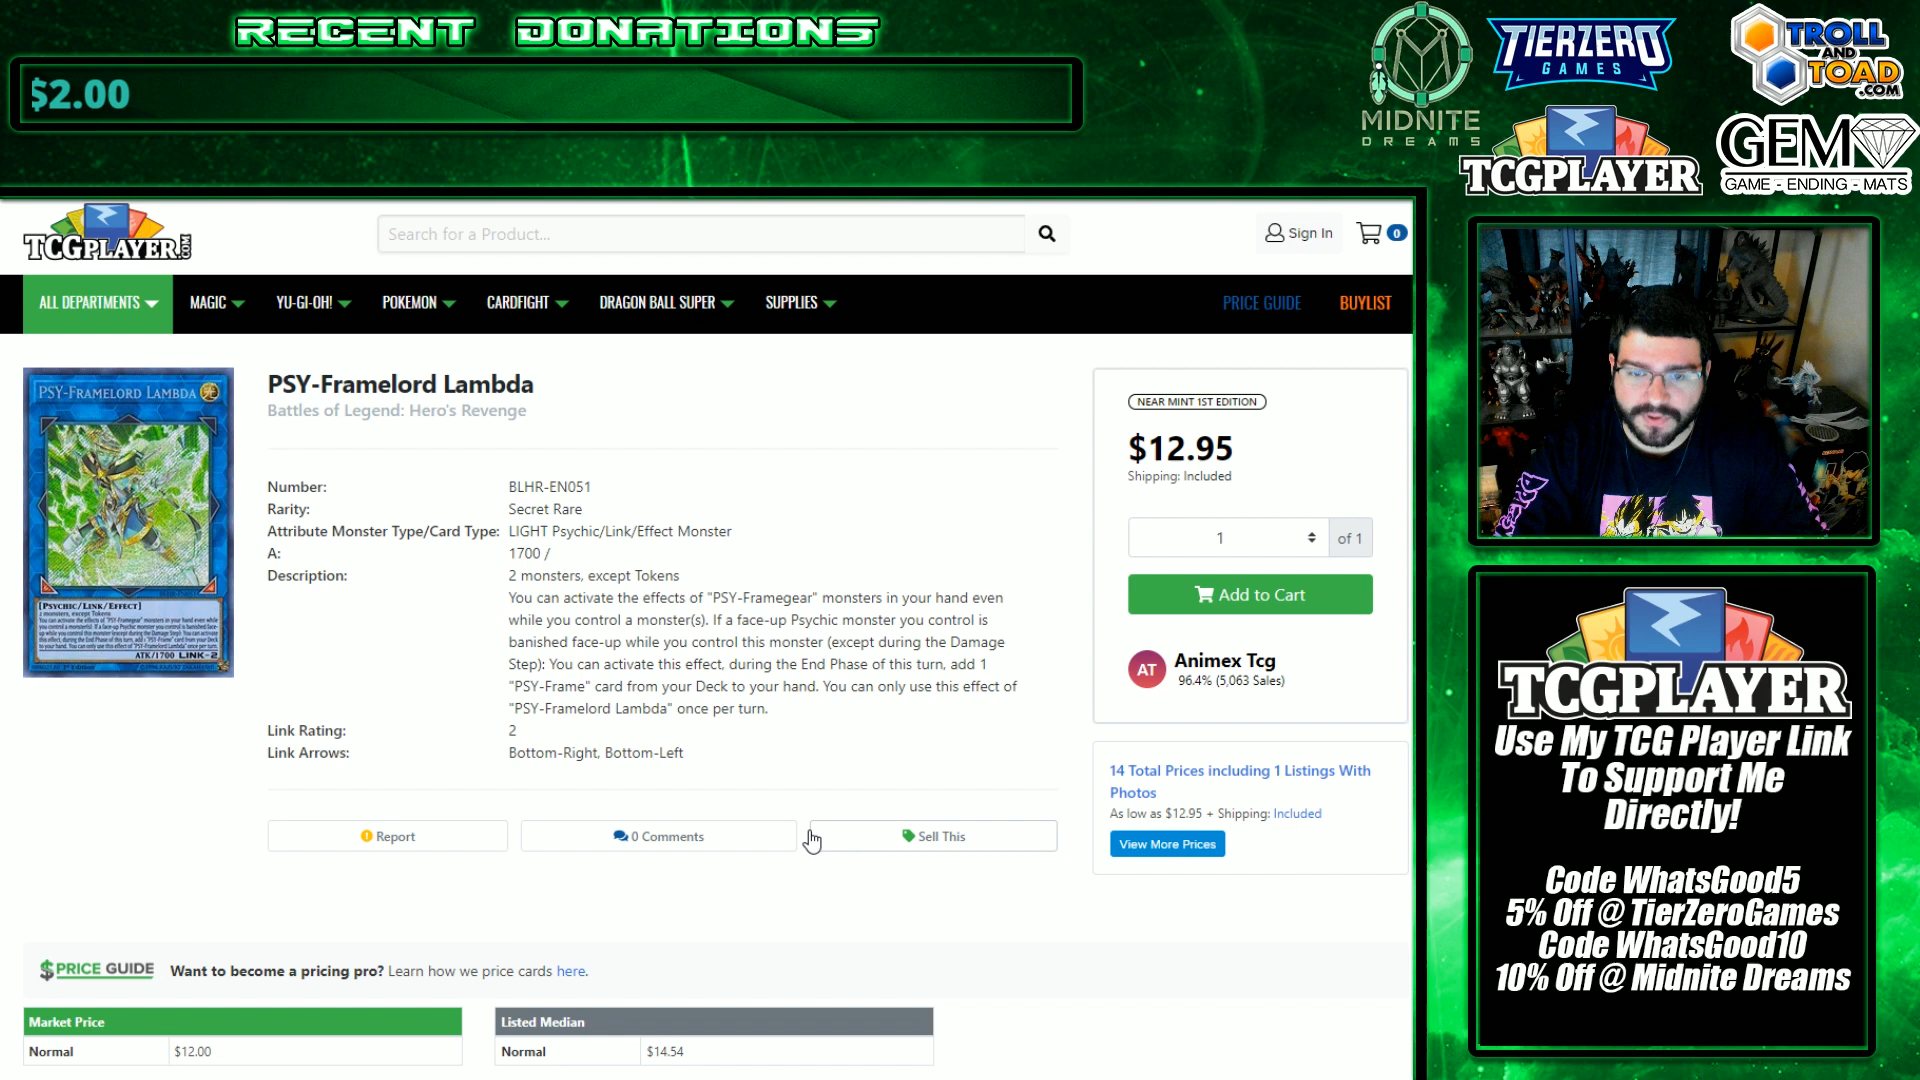 RECENT DONATIONS
$2.00
MIDNITE
DREAMS
TIERZERO
GAMES
TROLL
AND
TOAD
.COM
TCGPLAYER
GEM
GAME-ENDING-MATS
TCGPLAYER.COM
Search for a Product...
Sign In
0
ALL DEPARTMENTS
MAGIC
YU-GI-OH!
POKEMON
CARDFIGHT
DRAGON BALL SUPER
SUPPLIES
PRICE GUIDE
BUYLIST
PSY-FRAMELORD LAMBDA
[PSYCHIC/LINK/EFFECT]
2 monsters, except Tokens
ATK/1700 LINK-2
PSY-Framelord Lambda
Battles of Legend: Hero's Revenge
Number: BLHR-EN051
Rarity: Secret Rare
Attribute Monster Type/Card Type: LIGHT Psychic/Link/Effect Monster
A: 1700 /
Description: 2 monsters, except Tokens
You can activate the effects of "PSY-Framegear" monsters in your hand even
while you control a monster(s). If a face-up Psychic monster you control is
banished face-up while you control this monster (except during the Damage
Step): You can activate this effect, during the End Phase of this turn, add 1
"PSY-Frame" card from your Deck to your hand. You can only use this effect of
"PSY-Framelord Lambda" once per turn.
Link Rating: 2
Link Arrows: Bottom-Right, Bottom-Left
Report
0 Comments
Sell This
NEAR MINT 1ST EDITION
$12.95
Shipping: Included
1
of 1
Add to Cart
AT
Animex Tcg
96.4% (5,063 Sales)
14 Total Prices including 1 Listings With
Photos
As low as $12.95 + Shipping: Included
View More Prices
$PRICE GUIDE
Want to become a pricing pro? Learn how we price cards here.
Market Price
Normal $12.00
Listed Median
Normal $14.54
TCGPLAYER
Use My TCG Player Link
To Support Me
Directly!
Code WhatsGood5
5% Off @ TierZeroGames
Code WhatsGood10
10% Off @ Midnite Dreams